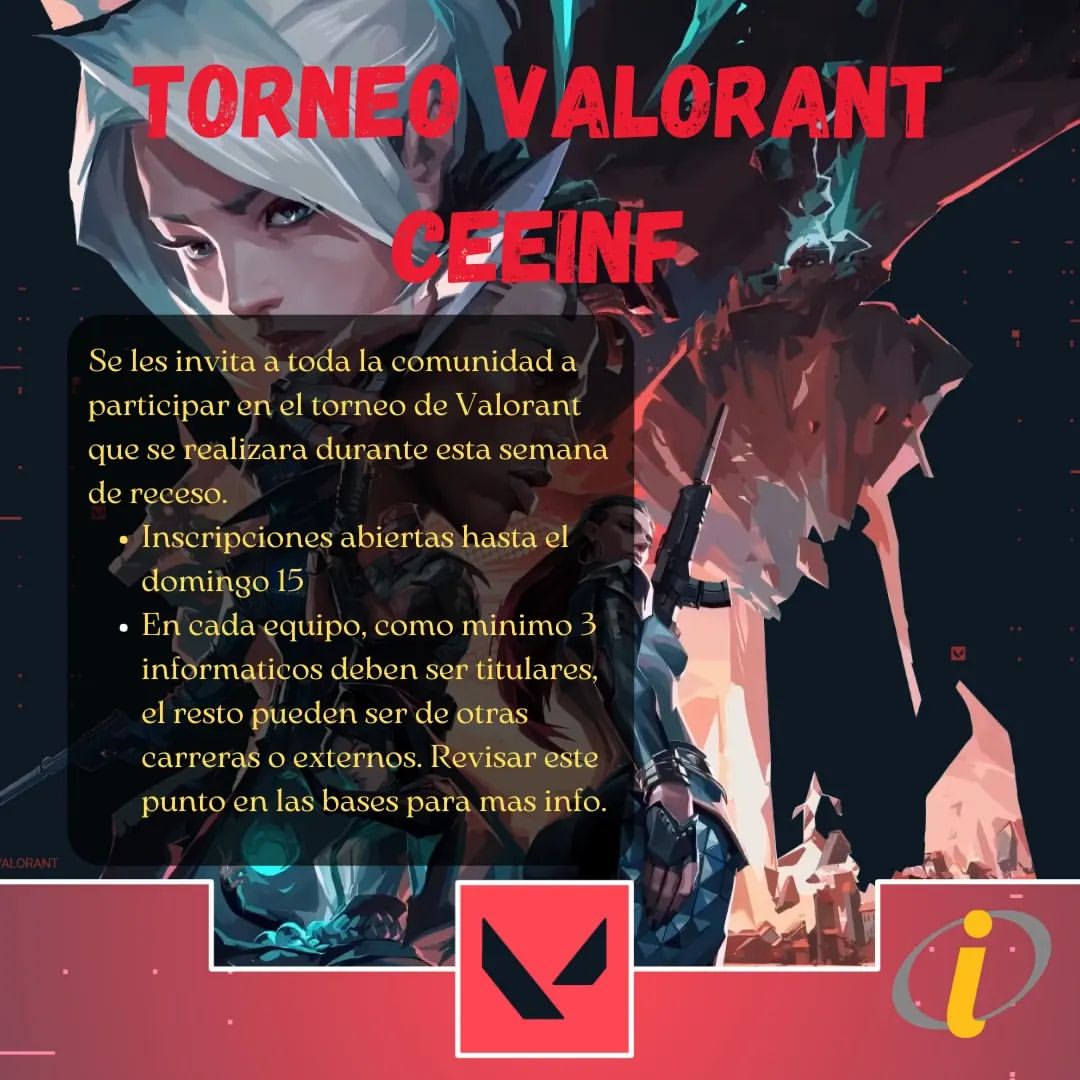 TORNEO VALORANT
CEEINF
Se les invita a toda la comunidad a
participar en el torneo de Valorant
que se realizara durante esta semana
de receso.
• Inscripciones abiertas hasta el
domingo 15
• En cada equipo, como minimo 3
informaticos deben ser titulares,
el resto pueden ser de otras
carreras o externos. Revisar este
punto en las bases para mas info.
VALORANT
i